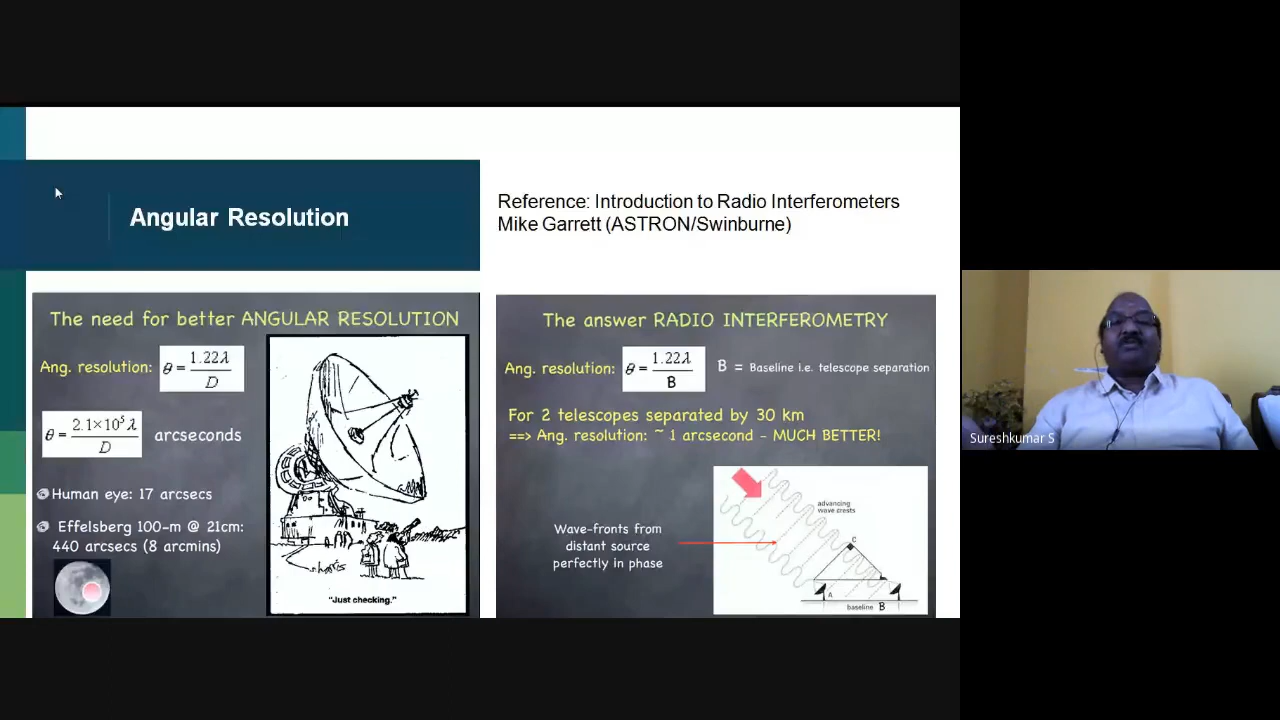 Angular Resolution
Reference: Introduction to Radio Interferometers
Mike Garrett (ASTRON/Swinburne)
The need for better ANGULAR RESOLUTION
Ang. resolution: θ = 1.22λ / D
θ = 2.1×10⁵ λ / D arcseconds
Human eye: 17 arcsecs
Effelsberg 100-m @ 21cm:
440 arcsecs (8 arcmins)
"Just checking."
The answer RADIO INTERFEROMETRY
Ang. resolution: θ = 1.22λ / B B = Baseline i.e. telescope separation
For 2 telescopes separated by 30 km
==> Ang. resolution: ~ 1 arcsecond - MUCH BETTER!
Wave-fronts from
distant source
perfectly in phase
advancing
wave crests
C
A
baseline B
Sureshkumar S